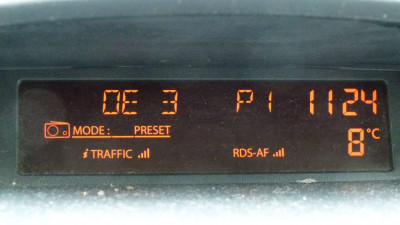 OE 3 P1 1124
MODE: PRESET
8°C
i TRAFFIC RDS-AF